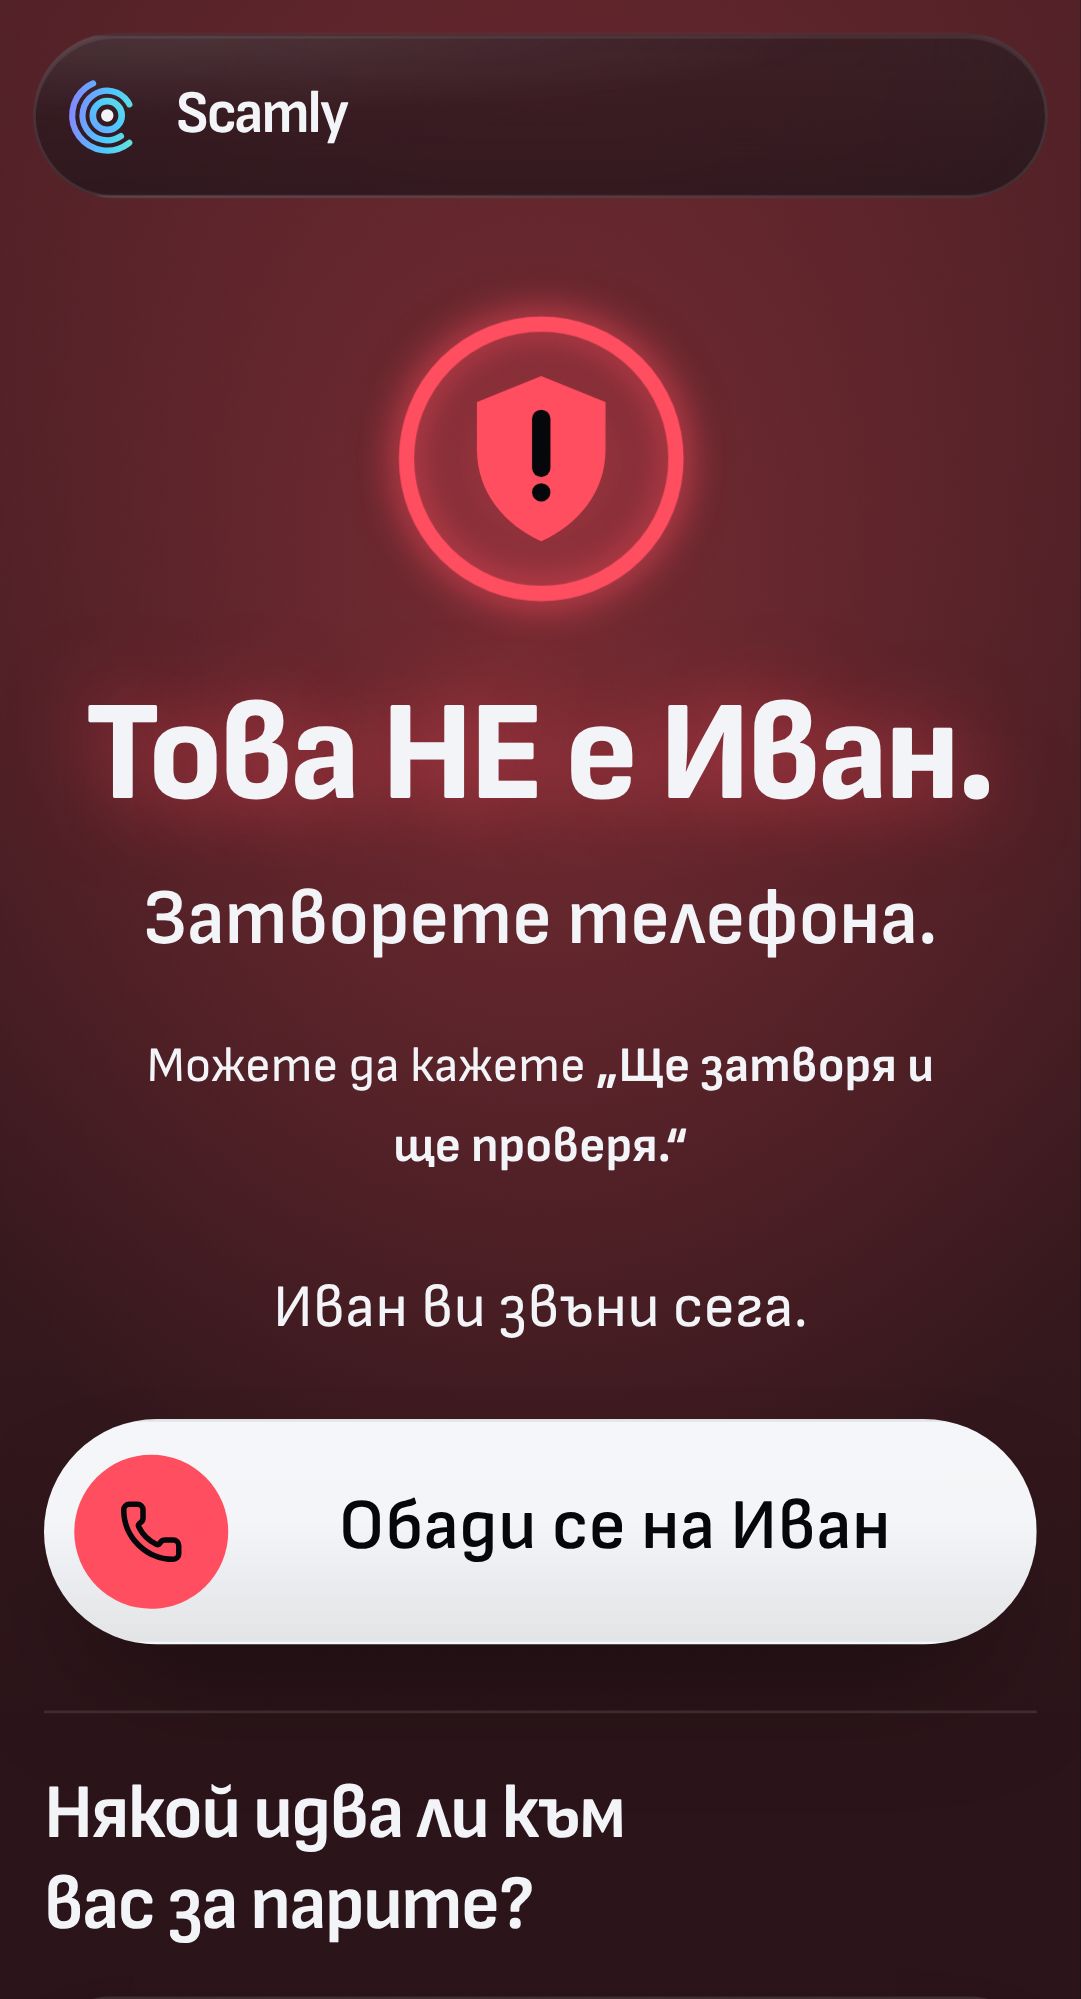 Scamly
Това НЕ е Иван.
Затворете телефона.
Можете да кажете „Ще затворя и
ще проверя.“
Иван ви звъни сега.
Обади се на Иван
Някой идва ли към
вас за парите?